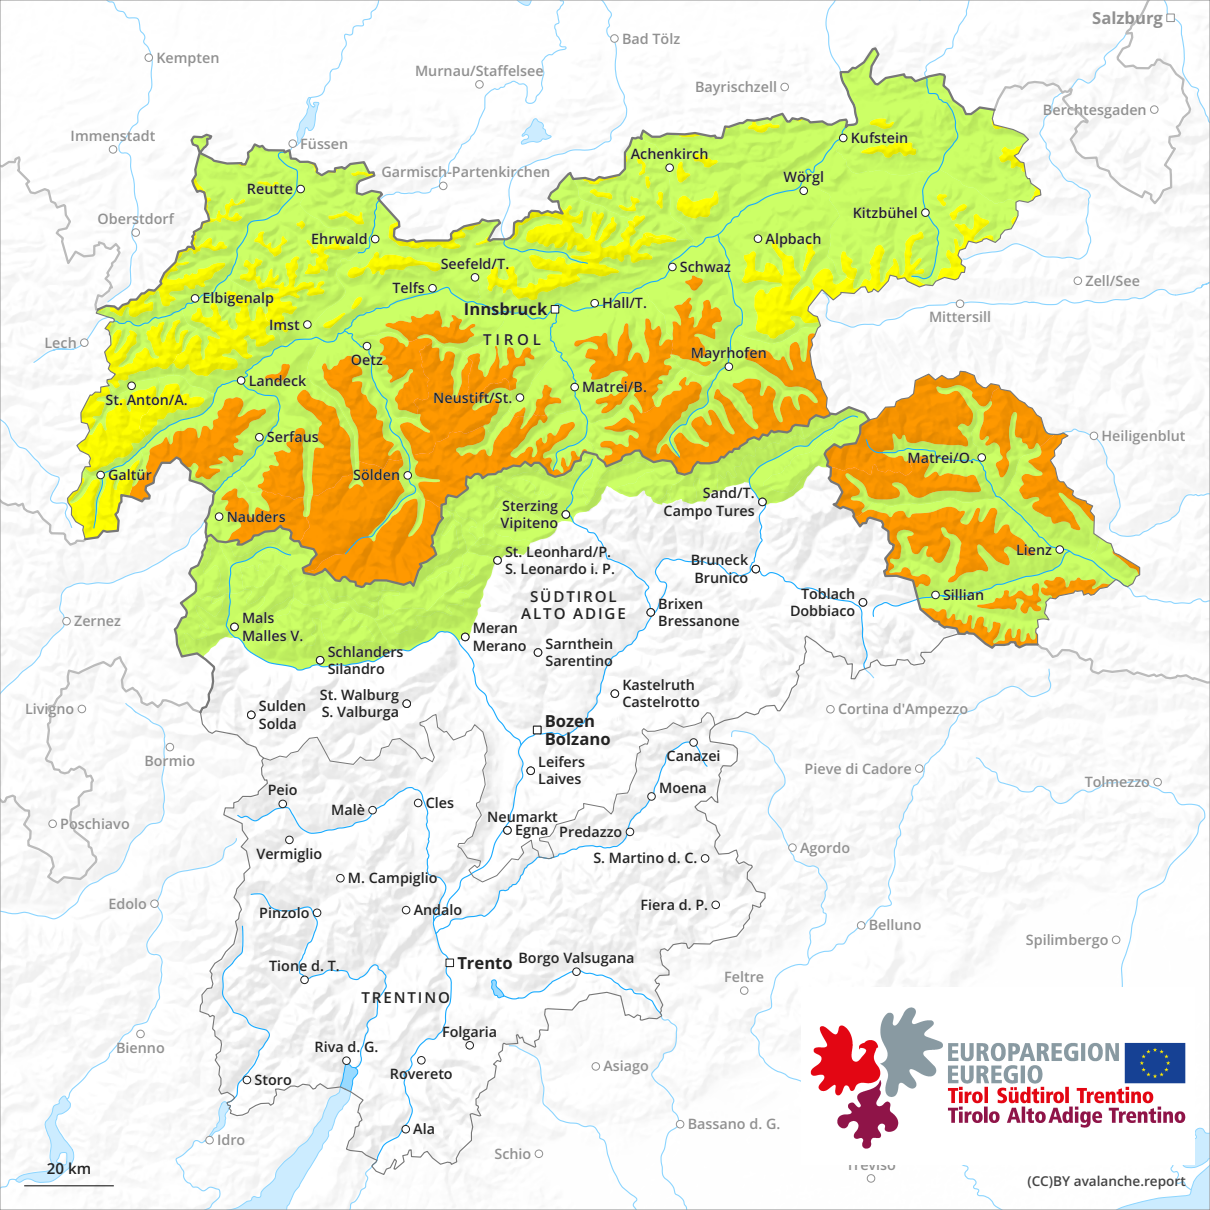 Salzburg
Bad Tölz
Kempten
Murnau/Staffelsee
Bayrischzell
Berchtesgaden
Immenstadt
Füssen
Kufstein
Achenkirch
Garmisch-Partenkirchen
Wörgl
Reutte
Kitzbühel
Oberstdorf
Ehrwald
Alpbach
Seefeld/T.
Schwaz
Zell/See
Telfs
Elbigenalp
Innsbruck
Hall/T.
Mittersill
Imst
TIROL
Lech
Oetz
Mayrhofen
Landeck
Matrei/B.
St. Anton/A.
Neustift/St.
Serfaus
Heiligenblut
Matrei/O.
Galtür
Sölden
Sand/T.
Campo Tures
Sterzing
Vipiteno
Nauders
Lienz
St. Leonhard/P.
S. Leonardo i. P.
Bruneck
Brunico
SÜDTIROL
ALTO ADIGE
Toblach
Dobbiaco
Sillian
Brixen
Bressanone
Zernez
Mals
Malles V.
Meran
Merano
Sarnthein
Sarentino
Schlanders
Silandro
Kastelruth
Castelrotto
St. Walburg
S. Valburga
Livigno
Sulden
Solda
Cortina d'Ampezzo
Bozen
Bolzano
Bormio
Canazei
Leifers
Laives
Pieve di Cadore
Tolmezzo
Peio
Moena
Malè
Cles
Neumarkt
Egna
Predazzo
Poschiavo
Vermiglio
Agordo
S. Martino d. C.
M. Campiglio
Edolo
Pinzolo
Andalo
Fiera d. P.
Belluno
Spilimbergo
Trento
Borgo Valsugana
Tione d. T.
Feltre
TRENTINO
Folgaria
Bienno
Riva d. G.
Rovereto
Asiago
Storo
EUROPAREGION
EUREGIO
Tirol Südtirol Trentino
Tirolo Alto Adige Trentino
Ala
Bassano d. G.
Idro
Schio
Treviso
20 km
(CC)BY avalanche.report